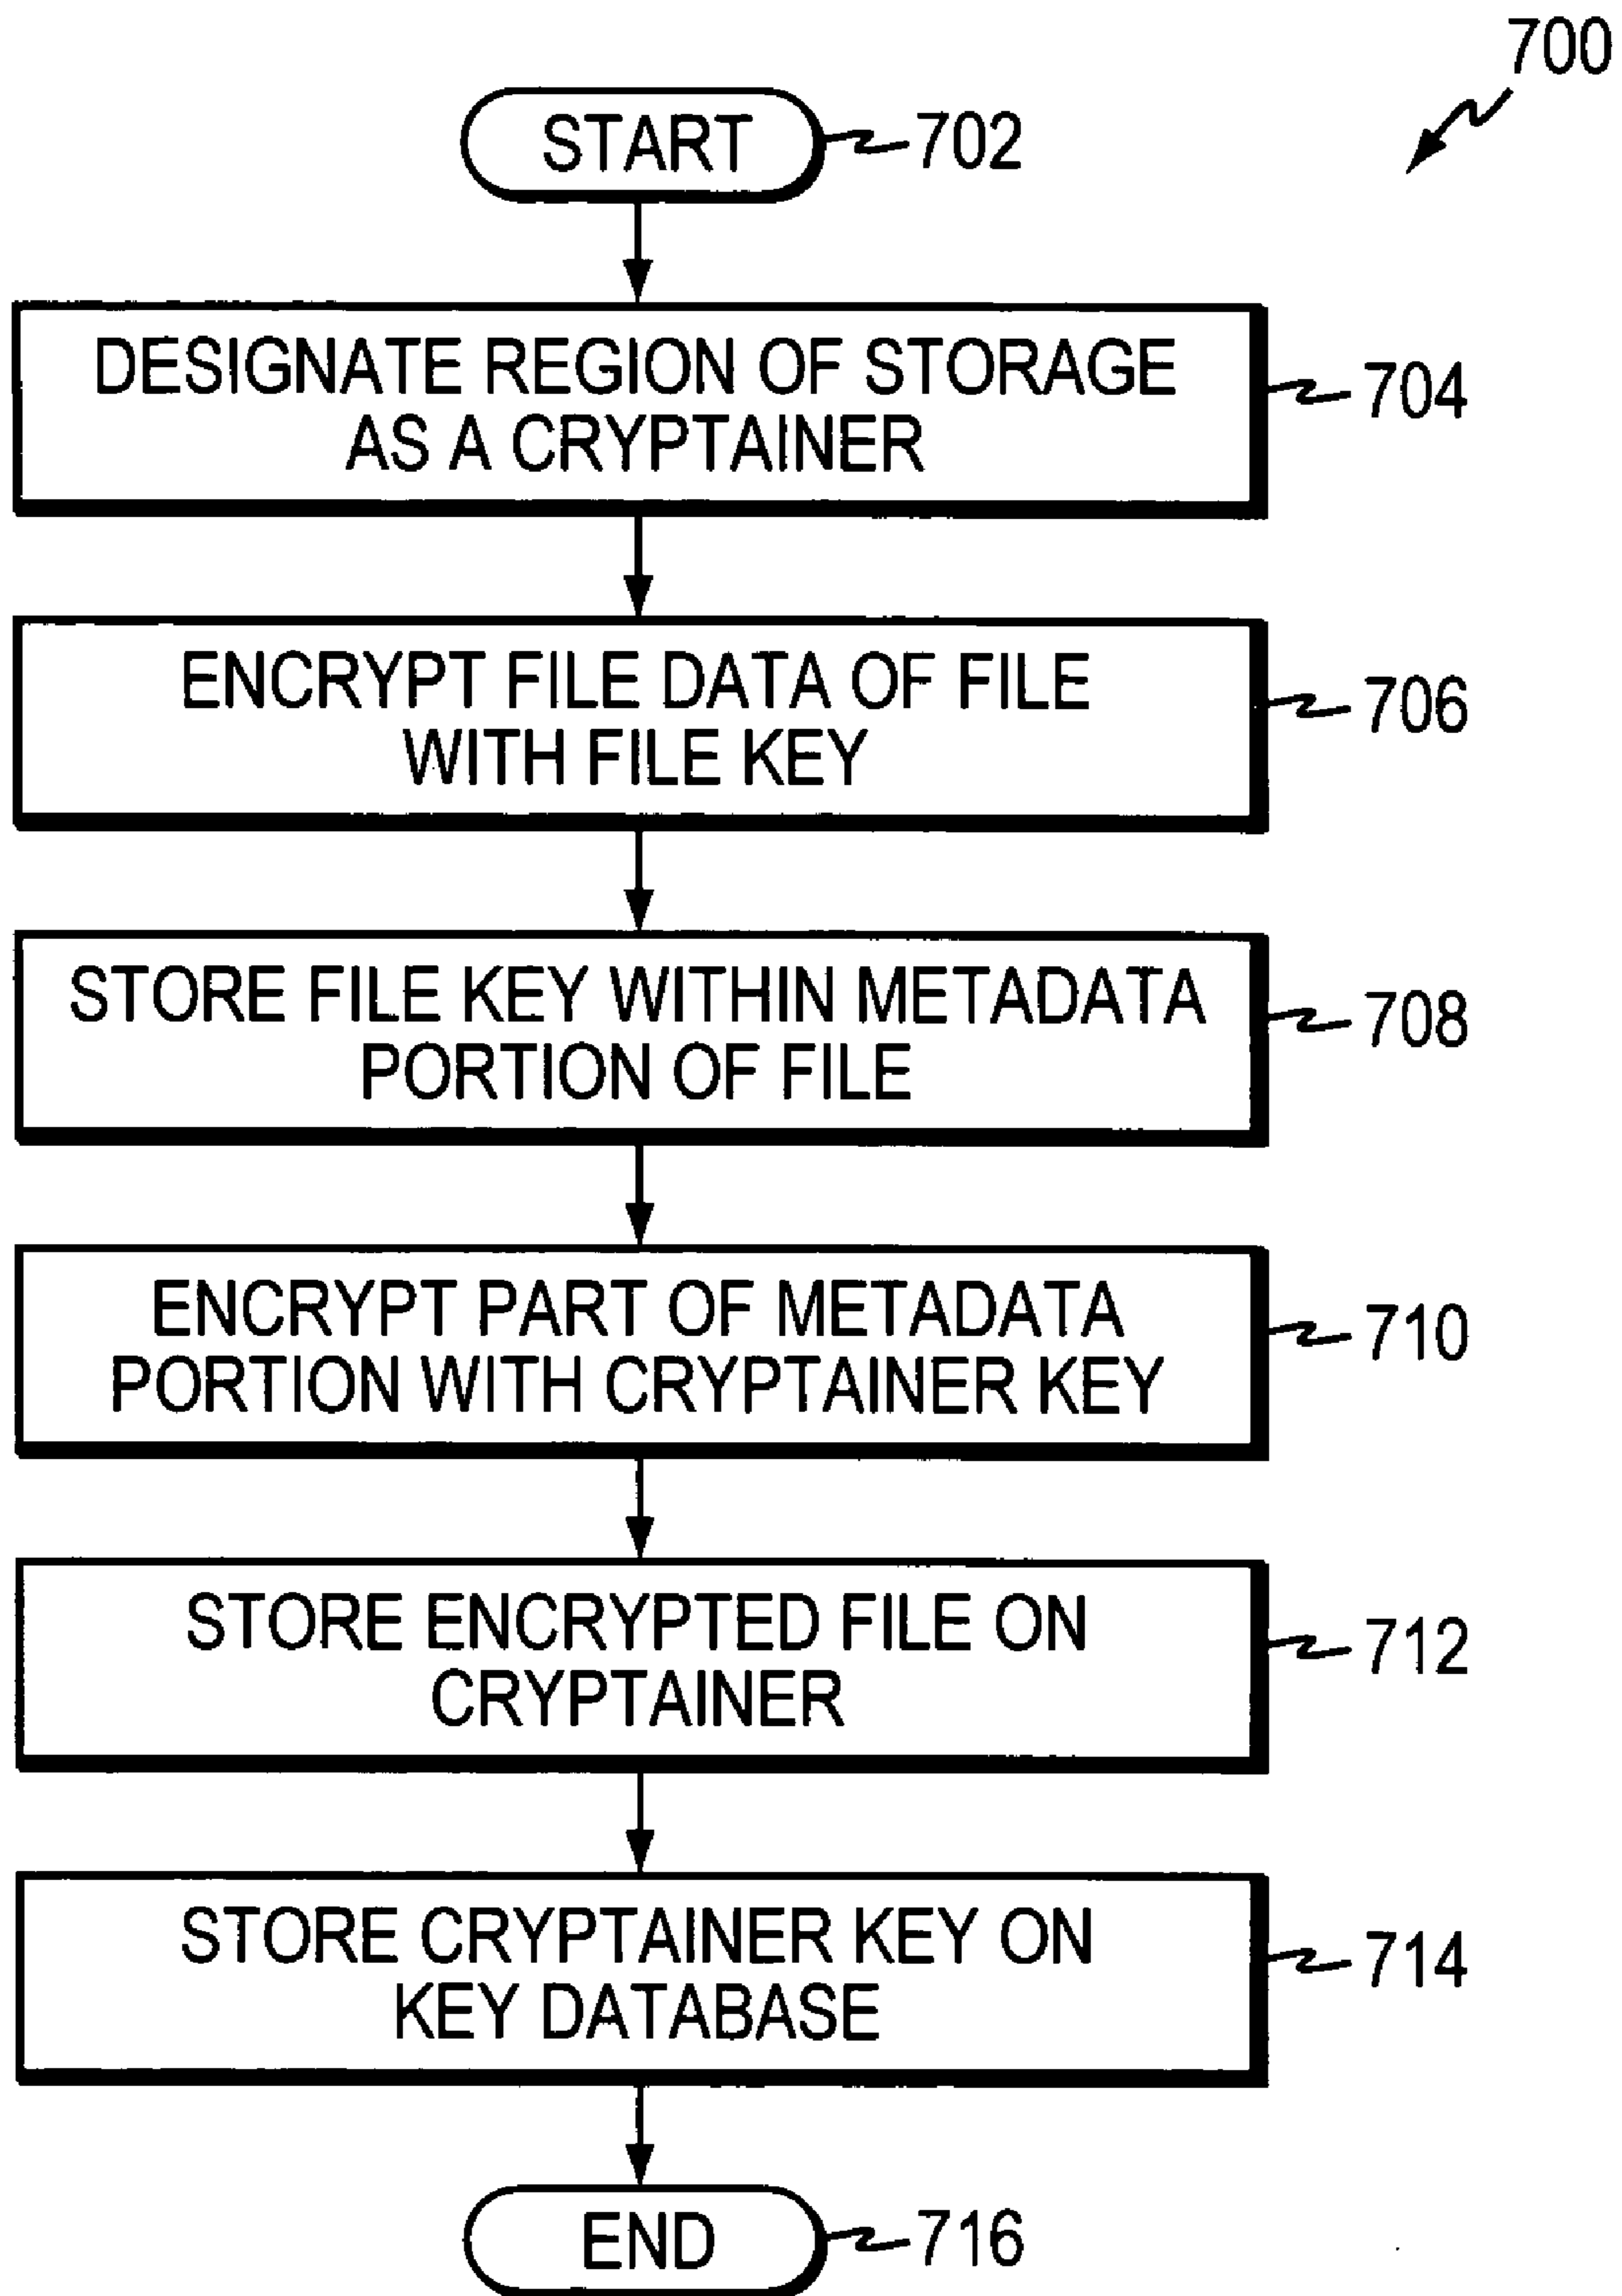 700
START
702
DESIGNATE REGION OF STORAGE
AS A CRYPTAINER
704
ENCRYPT FILE DATA OF FILE
WITH FILE KEY
706
STORE FILE KEY WITHIN METADATA
PORTION OF FILE
708
ENCRYPT PART OF METADATA
PORTION WITH CRYPTAINER KEY
710
STORE ENCRYPTED FILE ON
CRYPTAINER
712
STORE CRYPTAINER KEY ON
KEY DATABASE
714
END
716